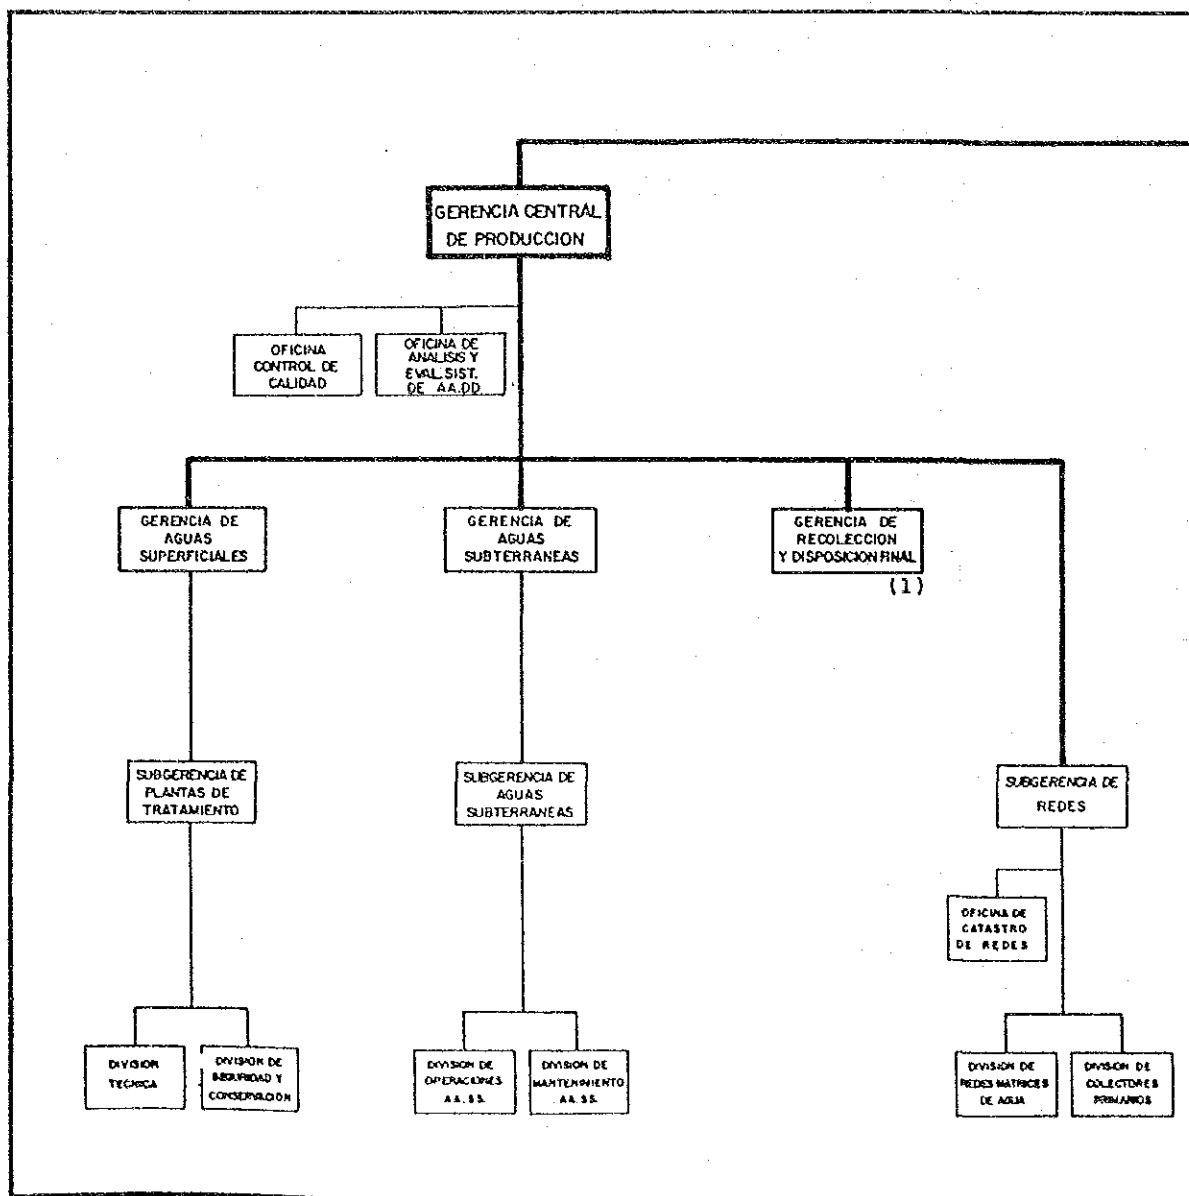 GERENCIA CENTRAL
DE PRODUCCION
OFICINA
CONTROL DE
CALIDAD
OFICINA DE
ANALISIS Y
EVAL. SIST.
DE AA.DD
GERENCIA DE
AGUAS
SUPERFICIALES
GERENCIA DE
AGUAS
SUBTERRANEAS
GERENCIA DE
RECOLECCION
Y DISPOSICION FINAL
(1)
SUBGERENCIA DE
PLANTAS DE
TRATAMIENTO
SUBGERENCIA DE
AGUAS
SUBTERRANEAS
SUBGERENCIA DE
REDES
OFICINA DE
CATASTRO
DE REDES
DIVISION
TECNICA
DIVISION DE
SEGURIDAD Y
CONSERVACION
DIVISION DE
OPERACIONES
AA.SS.
DIVISION DE
MANTENIMIENTO
AA.SS.
DIVISION DE
REDES MATRICES
DE AGUA
DIVISION DE
COLECTORES
PRIMARIOS